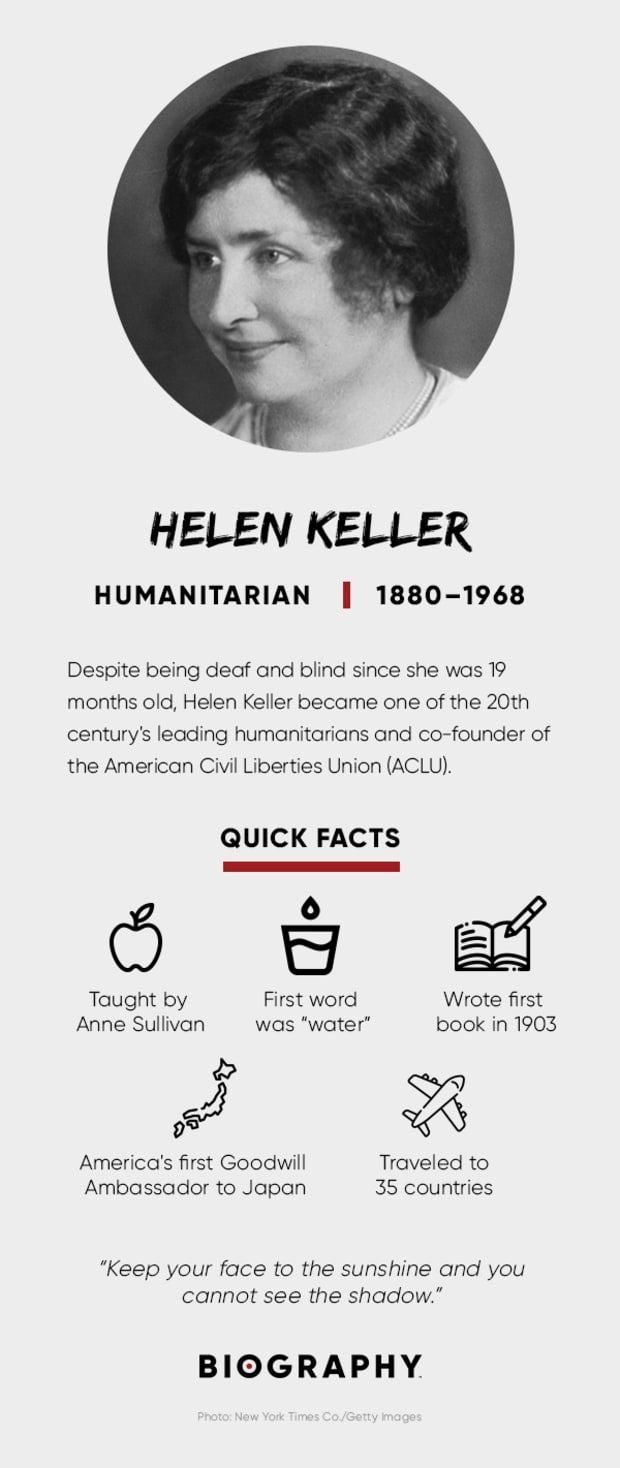 HELEN KELLER
HUMANITARIAN | 1880–1968
Despite being deaf and blind since she was 19
months old, Helen Keller became one of the 20th
century's leading humanitarians and co-founder of
the American Civil Liberties Union (ACLU).
QUICK FACTS
Taught by
Anne Sullivan
First word
was “water”
Wrote first
book in 1903
America's first Goodwill
Ambassador to Japan
Traveled to
35 countries
“Keep your face to the sunshine and you
cannot see the shadow.”
BIOGRAPHY.
Photo: New York Times Co./Getty Images